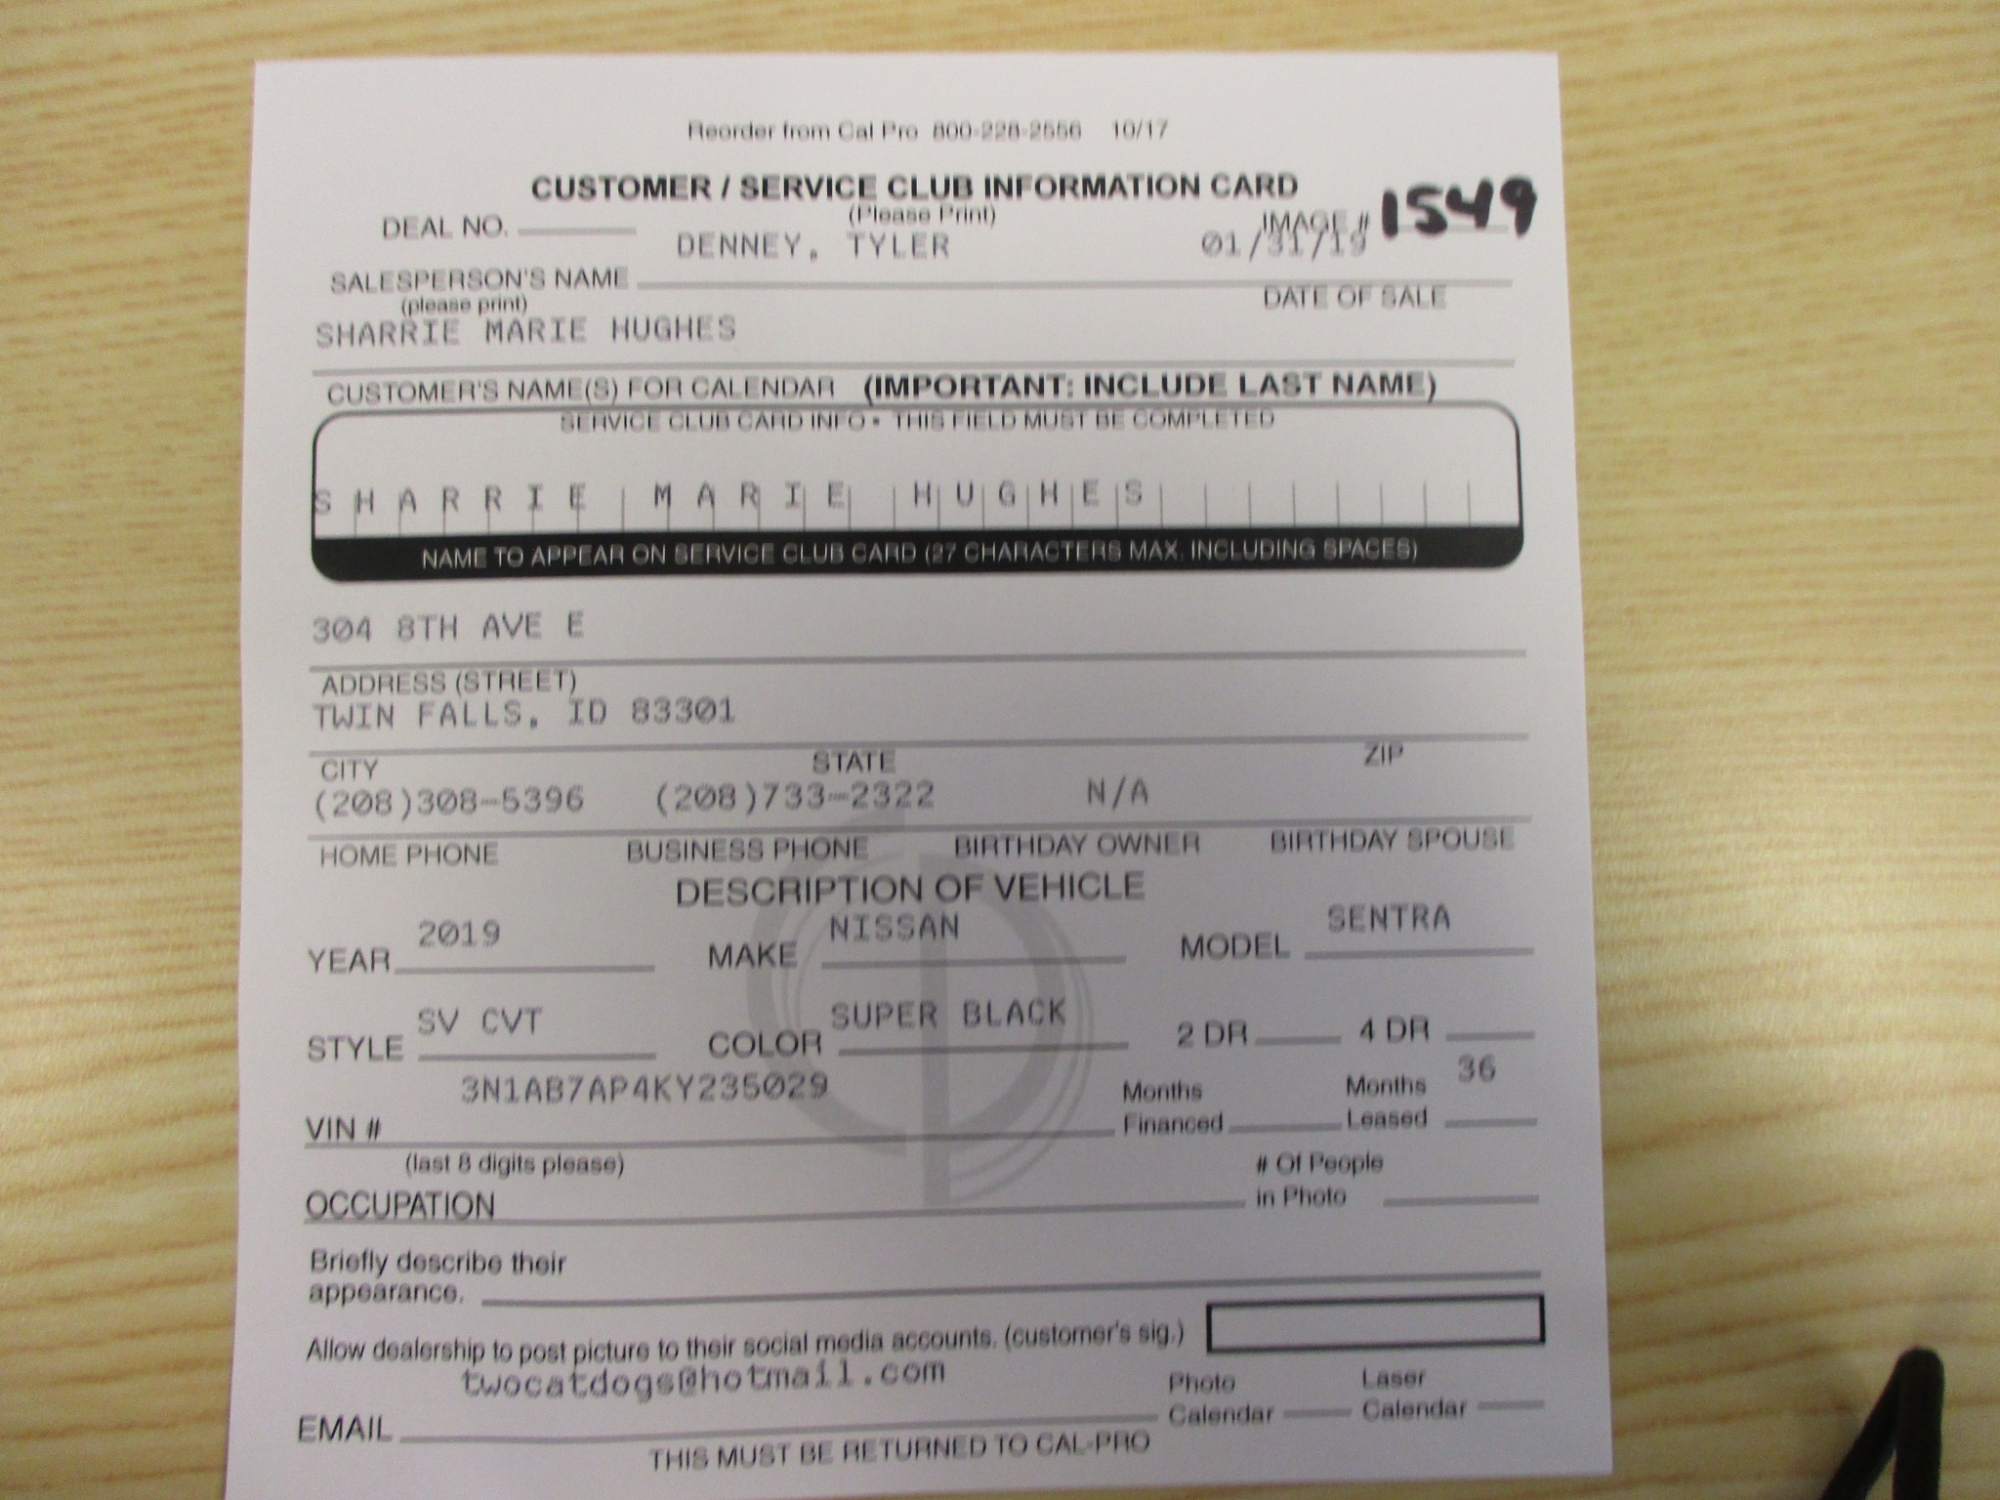 Reorder from Cal Pro 800-228-2556 10/17
CUSTOMER / SERVICE CLUB INFORMATION CARD
(Please Print)
DEAL NO. IMAGE # 1549
DENNEY, TYLER 01/31/19
SALESPERSON'S NAME DATE OF SALE
(please print)
SHARRIE MARIE HUGHES
CUSTOMER'S NAME(S) FOR CALENDAR (IMPORTANT: INCLUDE LAST NAME)
SERVICE CLUB CARD INFO • THIS FIELD MUST BE COMPLETED
SHARRIE MARIE HUGHES
NAME TO APPEAR ON SERVICE CLUB CARD (27 CHARACTERS MAX. INCLUDING SPACES)
304 8TH AVE E
ADDRESS (STREET)
TWIN FALLS, ID 83301
CITY STATE ZIP
(208)308-5396 (208)733-2322 N/A
HOME PHONE BUSINESS PHONE BIRTHDAY OWNER BIRTHDAY SPOUSE
DESCRIPTION OF VEHICLE
YEAR 2019 MAKE NISSAN MODEL SENTRA
STYLE SV CVT COLOR SUPER BLACK 2 DR 4 DR
VIN # 3N1AB7AP4KY235029 Months Financed Months Leased 36
(last 8 digits please)
OCCUPATION # Of People in Photo
Briefly describe their
appearance.
Allow dealership to post picture to their social media accounts. (customer's sig.)
twocatdogs@hotmail.com
EMAIL Photo Calendar Laser Calendar
THIS MUST BE RETURNED TO CAL-PRO